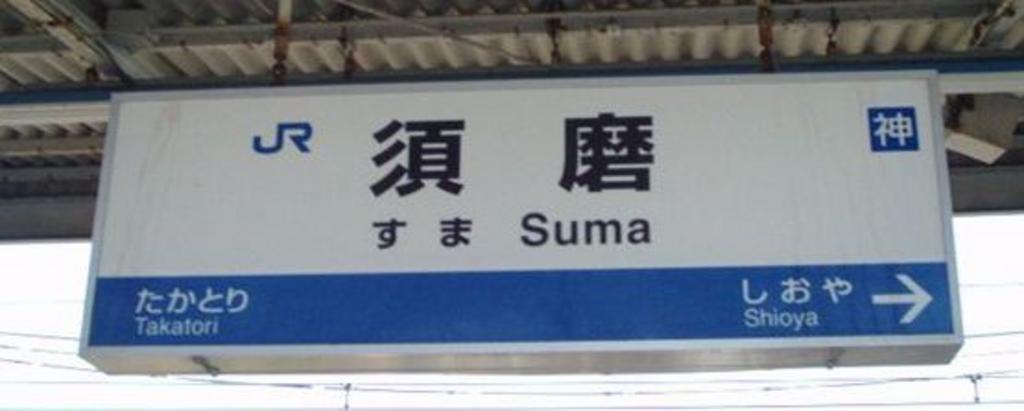 JR 須磨 神
すま Suma
たかとり しおや →
Takatori Shioya